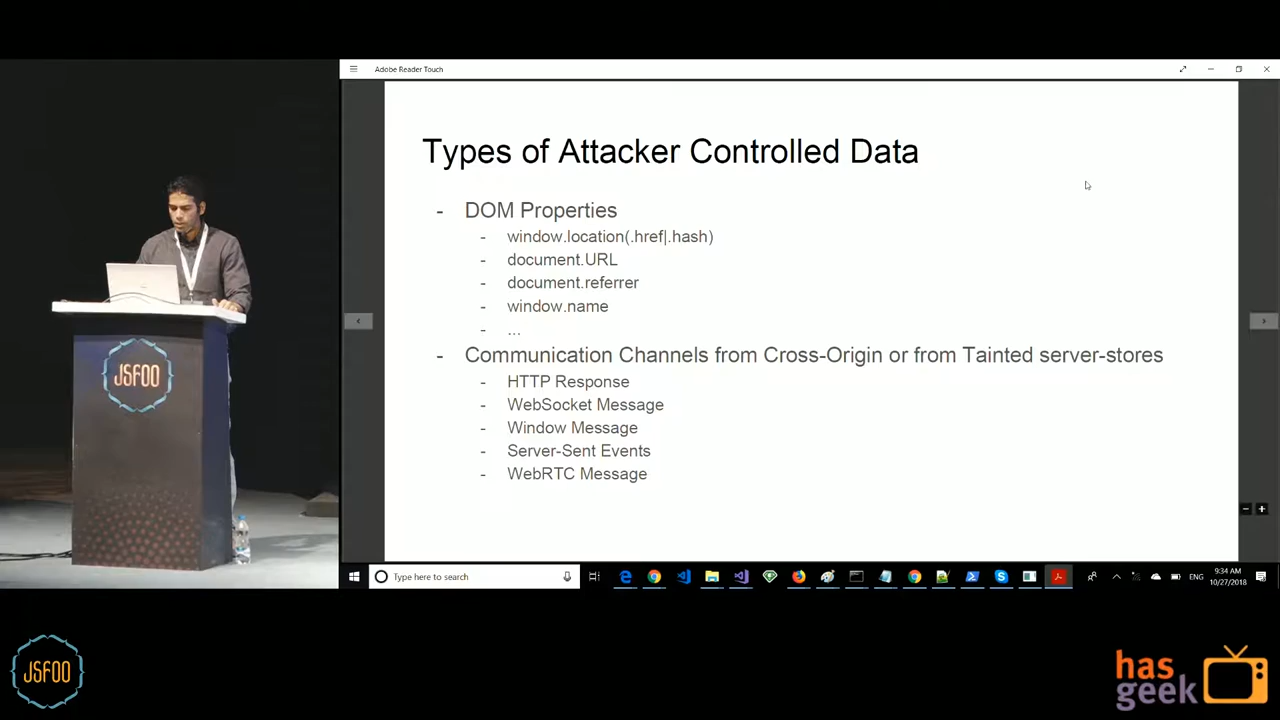 Adobe Reader Touch
Types of Attacker Controlled Data
- DOM Properties
- window.location(.href|.hash)
- document.URL
- document.referrer
- window.name
- ...
- Communication Channels from Cross-Origin or from Tainted server-stores
- HTTP Response
- WebSocket Message
- Window Message
- Server-Sent Events
- WebRTC Message
JSFOO
Type here to search
ENG
9:34 AM
10/27/2018
JSFOO
has
geek